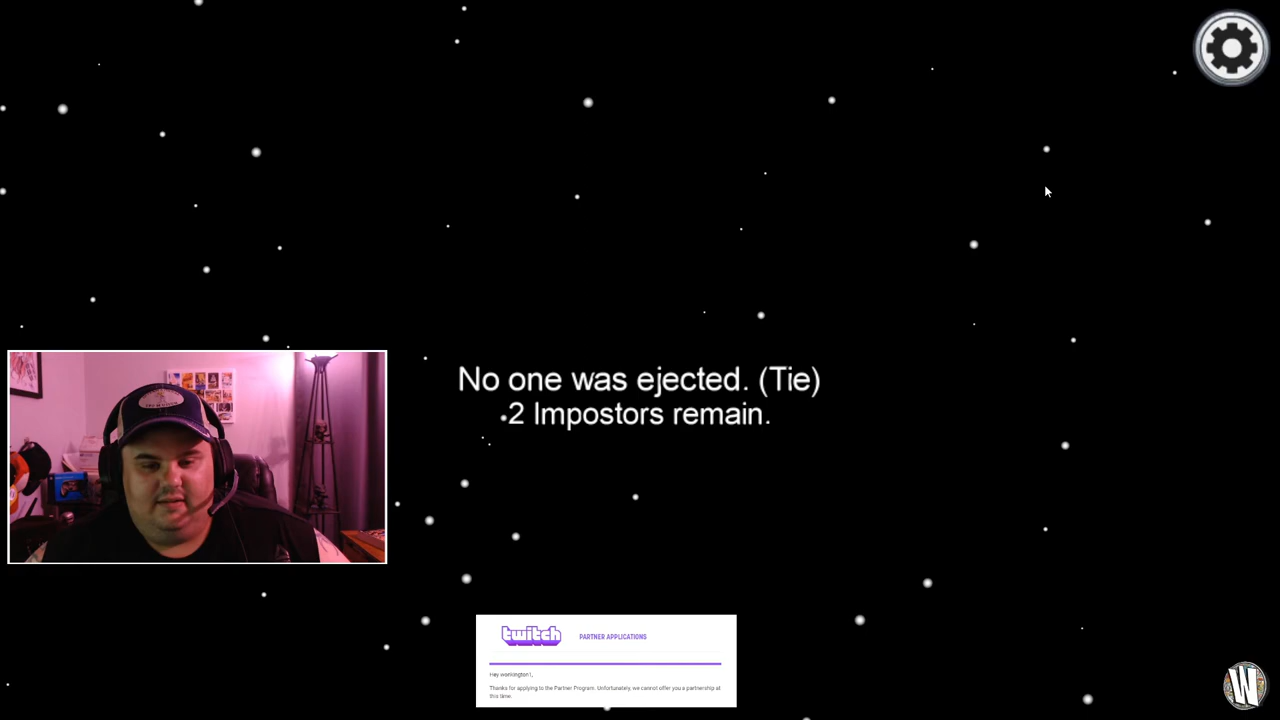 No one was ejected. (Tie)
2 Impostors remain.
twitch PARTNER APPLICATIONS
Hey workington1,
Thanks for applying to the Partner Program. Unfortunately, we cannot offer you a partnership at
this time.
W